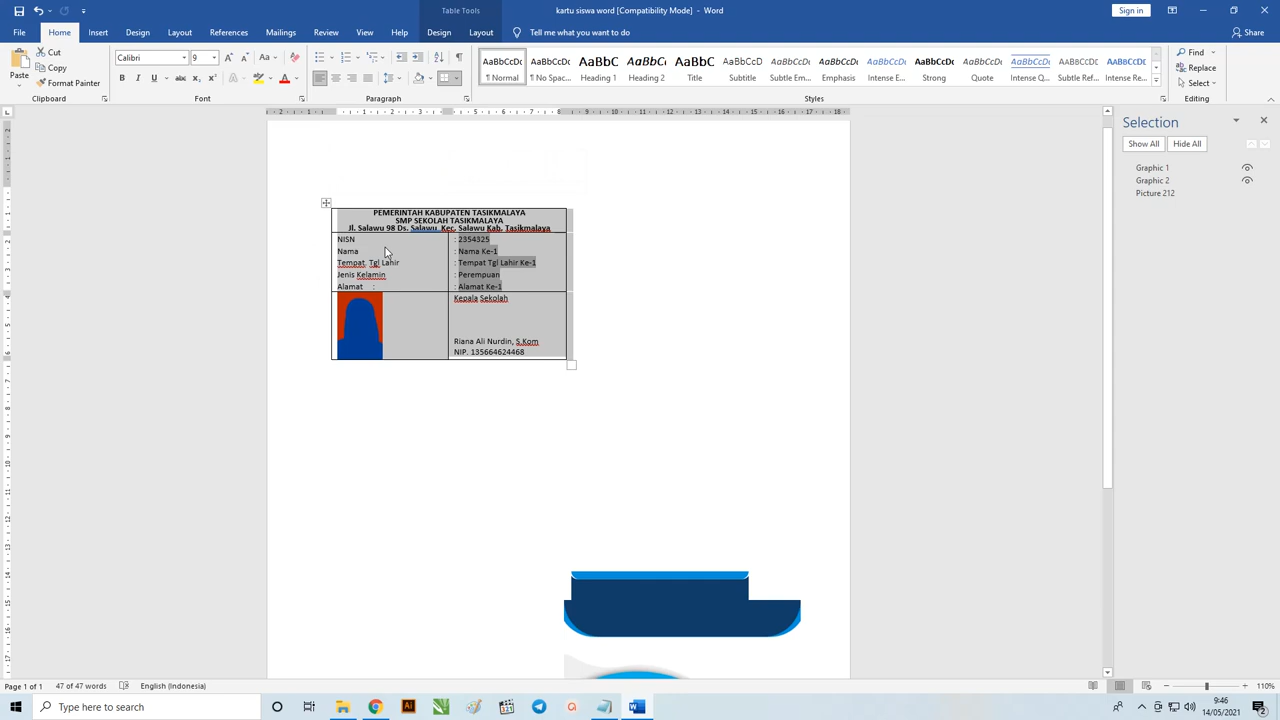 Table Tools
kartu siswa word [Compatibility Mode] - Word
Sign in
File
Home
Insert
Design
Layout
References
Mailings
Review
View
Help
Design
Layout
Tell me what you want to do
Share
Paste
Cut
Copy
Format Painter
Clipboard
Calibri
9
Font
Paragraph
AaBbCcDc
¶ Normal
AaBbCcDc
¶ No Spac...
AaBbC
Heading 1
AaBbC
Heading 2
AaBbC
Title
AaBbCcD
Subtitle
AaBbCcDc
Subtle Em...
AaBbCcDc
Emphasis
AaBbCcDc
Intense E...
AaBbCcDc
Strong
AaBbCcDc
Quote
AaBbCcDc
Intense Q...
AaBbCcDc
Subtle Ref...
AaBbCcDc
Intense Re...
Styles
Find
Replace
Select
Editing
Selection
Show All
Hide All
Graphic 1
Graphic 2
Picture 212
PEMERINTAH KABUPATEN TASIKMALAYA
SMP SEKOLAH TASIKMALAYA
Jl. Salawu 98 Ds. Salawu Kec. Salawu Kab. Tasikmalaya
NISN : 2354325
Nama : Nama Ke-1
Tempat Tgl Lahir : Tempat Tgl Lahir Ke-1
Jenis Kelamin : Perempuan
Alamat : : Alamat Ke-1
Kepala Sekolah
Riana Ali Nurdin, S.Kom
NIP. 135664624468
Page 1 of 1
47 of 47 words
English (Indonesia)
110%
Type here to search
9:46
14/05/2021